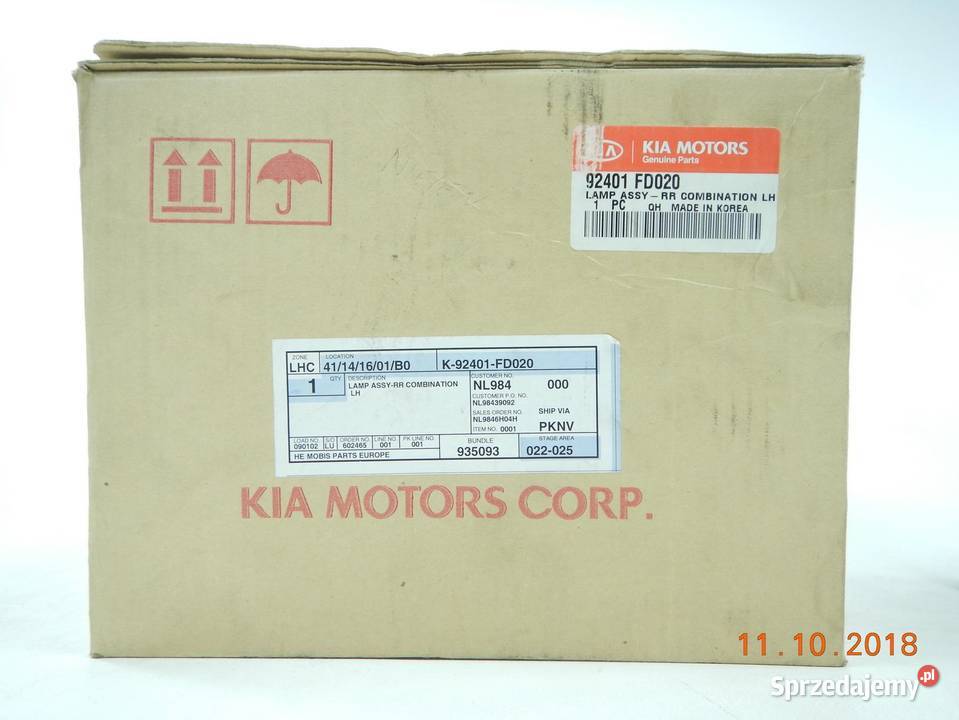 KIA | KIA MOTORS
Genuine Parts
92401 FD020
LAMP ASSY-RR COMBINATION LH
1 PC QH MADE IN KOREA
ZONE LOCATION
LHC 41/14/16/01/B0 K-92401-FD020
1 QTY DESCRIPTION
LAMP ASSY-RR COMBINATION
LH
CUSTOMER NO.
NL984 000
CUSTOMER P.O. NO.
NL98439092
SALES ORDER NO. SHIP VIA
NL9846H04H
ITEM NO. 0001 PKNV
LOAD NO. S/O ORDER NO. LINE NO. PK LINE NO.
090102 LU 602465 001 001
BUNDLE STAGE AREA
935093 022-025
HE MOBIS PARTS EUROPE
KIA MOTORS CORP.
11.10.2018
Sprzedajemy.pl